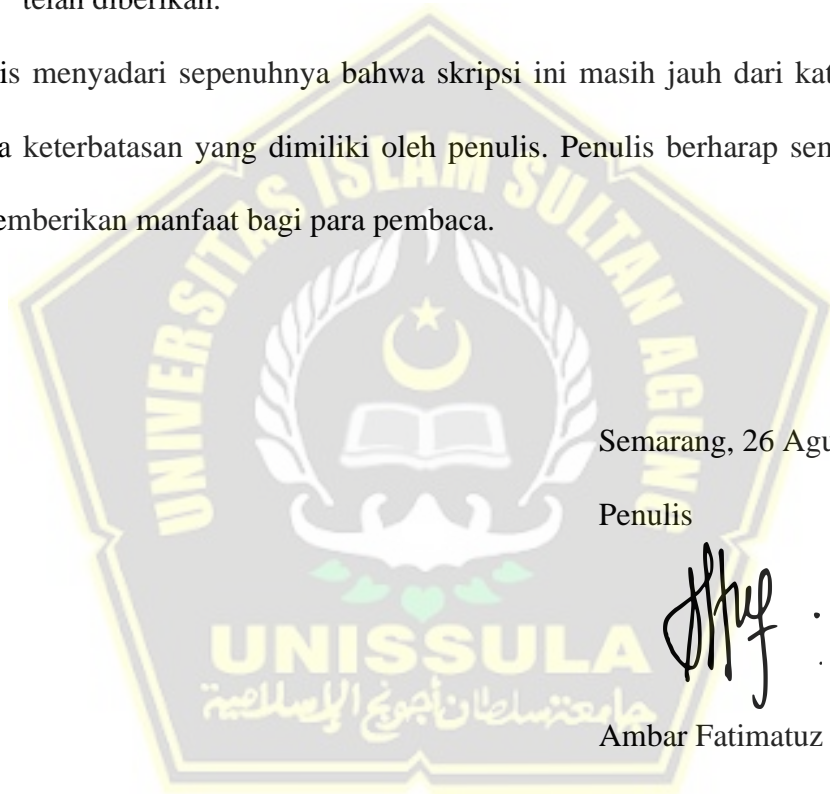 telah diberikan.
is menyadari sepenuhnya bahwa skripsi ini masih jauh dari kat
a keterbatasan yang dimiliki oleh penulis. Penulis berharap sem
emberikan manfaat bagi para pembaca.
UNIVERSITAS ISLAM SULTAN AGUNG
Semarang, 26 Agu
Penulis
UNISSULA
جامعة سلطان أجونج الإسلامية
Ambar Fatimatuz